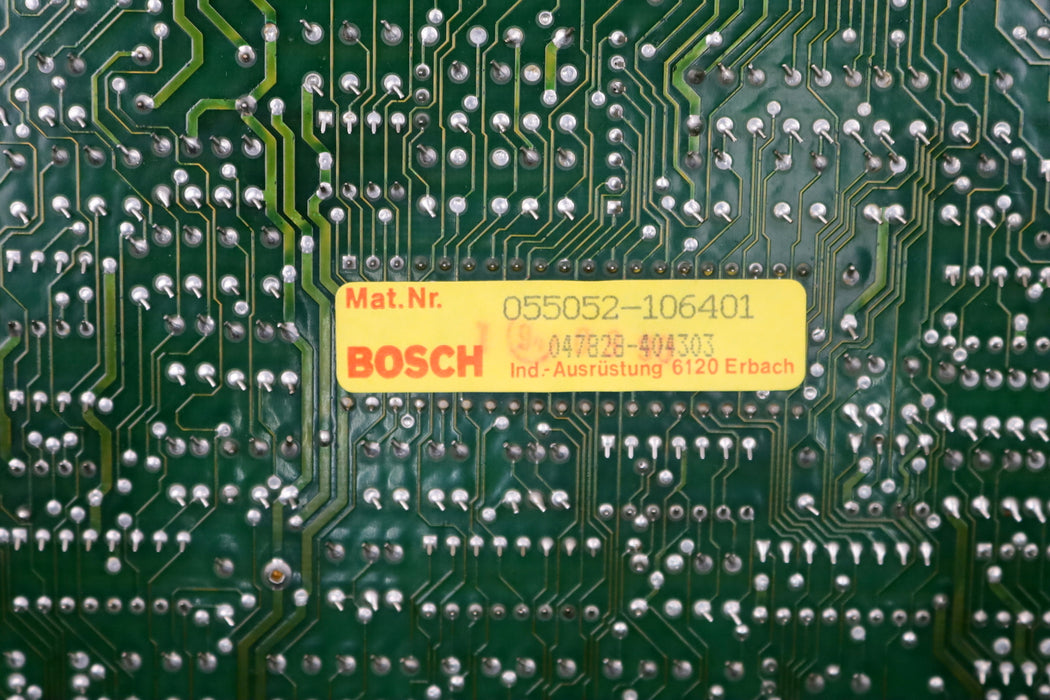 Mat.Nr. 055052-106401
047828-404303
BOSCH
Ind.-Ausrüstung 6120 Erbach